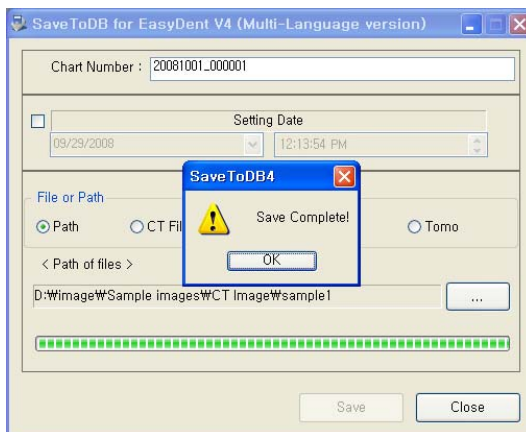 SaveToDB for EasyDent V4 (Multi-Language version)
Chart Number : 20081001_000001
Setting Date
09/29/2008 12:13:54 PM
SaveToDB4
Save Complete!
OK
File or Path
Path CT Fil Tomo
< Path of files >
D:₩image₩Sample images₩CT Image₩sample1 ...
Save Close